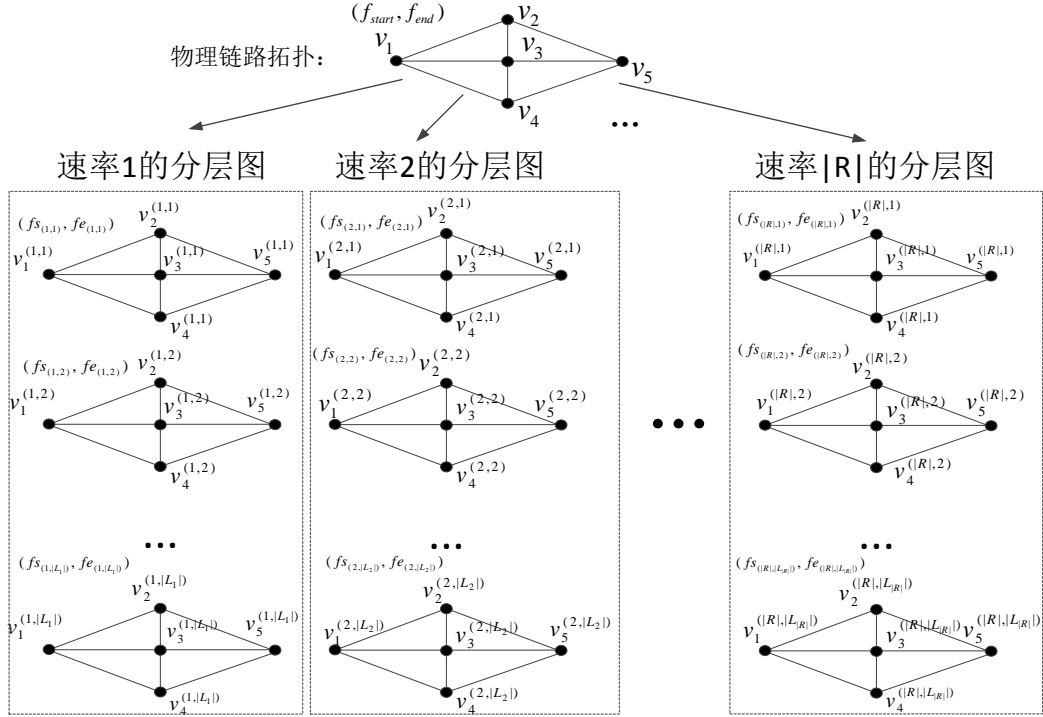 (f_{start}, f_{end})
v_2
v_1
v_3
物理链路拓扑:
v_5
v_4
...
速率1的分层图
速率2的分层图
速率|R|的分层图
(fs_{(1,1)}, fe_{(1,1)})
v_2^{(1,1)}
v_1^{(1,1)}
v_3^{(1,1)}
v_5^{(1,1)}
v_4^{(1,1)}
(fs_{(1,2)}, fe_{(1,2)})
v_2^{(1,2)}
v_1^{(1,2)}
v_3^{(1,2)}
v_5^{(1,2)}
v_4^{(1,2)}
...
(fs_{(1,|L_1|)}, fe_{(1,|L_1|)})
v_2^{(1,|L_1|)}
v_1^{(1,|L_1|)}
v_3^{(1,|L_1|)}
v_5^{(1,|L_1|)}
v_4^{(1,|L_1|)}
(fs_{(2,1)}, fe_{(2,1)})
v_2^{(2,1)}
v_1^{(2,1)}
v_3^{(2,1)}
v_5^{(2,1)}
v_4^{(2,1)}
(fs_{(2,2)}, fe_{(2,2)})
v_2^{(2,2)}
v_1^{(2,2)}
v_3^{(2,2)}
v_5^{(2,2)}
v_4^{(2,2)}
...
(fs_{(2,|L_2|)}, fe_{(2,|L_2|)})
v_2^{(2,|L_2|)}
v_1^{(2,|L_2|)}
v_3^{(2,|L_2|)}
v_5^{(2,|L_2|)}
v_4^{(2,|L_2|)}
...
(fs_{(|R|,1)}, fe_{(|R|,1)})
v_2^{(|R|,1)}
v_1^{(|R|,1)}
v_3^{(|R|,1)}
v_5^{(|R|,1)}
v_4^{(|R|,1)}
(fs_{(|R|,2)}, fe_{(|R|,2)})
v_2^{(|R|,2)}
v_1^{(|R|,2)}
v_3^{(|R|,2)}
v_5^{(|R|,2)}
v_4^{(|R|,2)}
...
(fs_{(|R|,|L_{|R|}|)}, fe_{(|R|,|L_{|R|}|)})
v_2^{(|R|,|L_{|R|}|)}
v_1^{(|R|,|L_{|R|}|)}
v_3^{(|R|,|L_{|R|}|)}
v_5^{(|R|,|L_{|R|}|)}
v_4^{(|R|,|L_{|R|}|)}